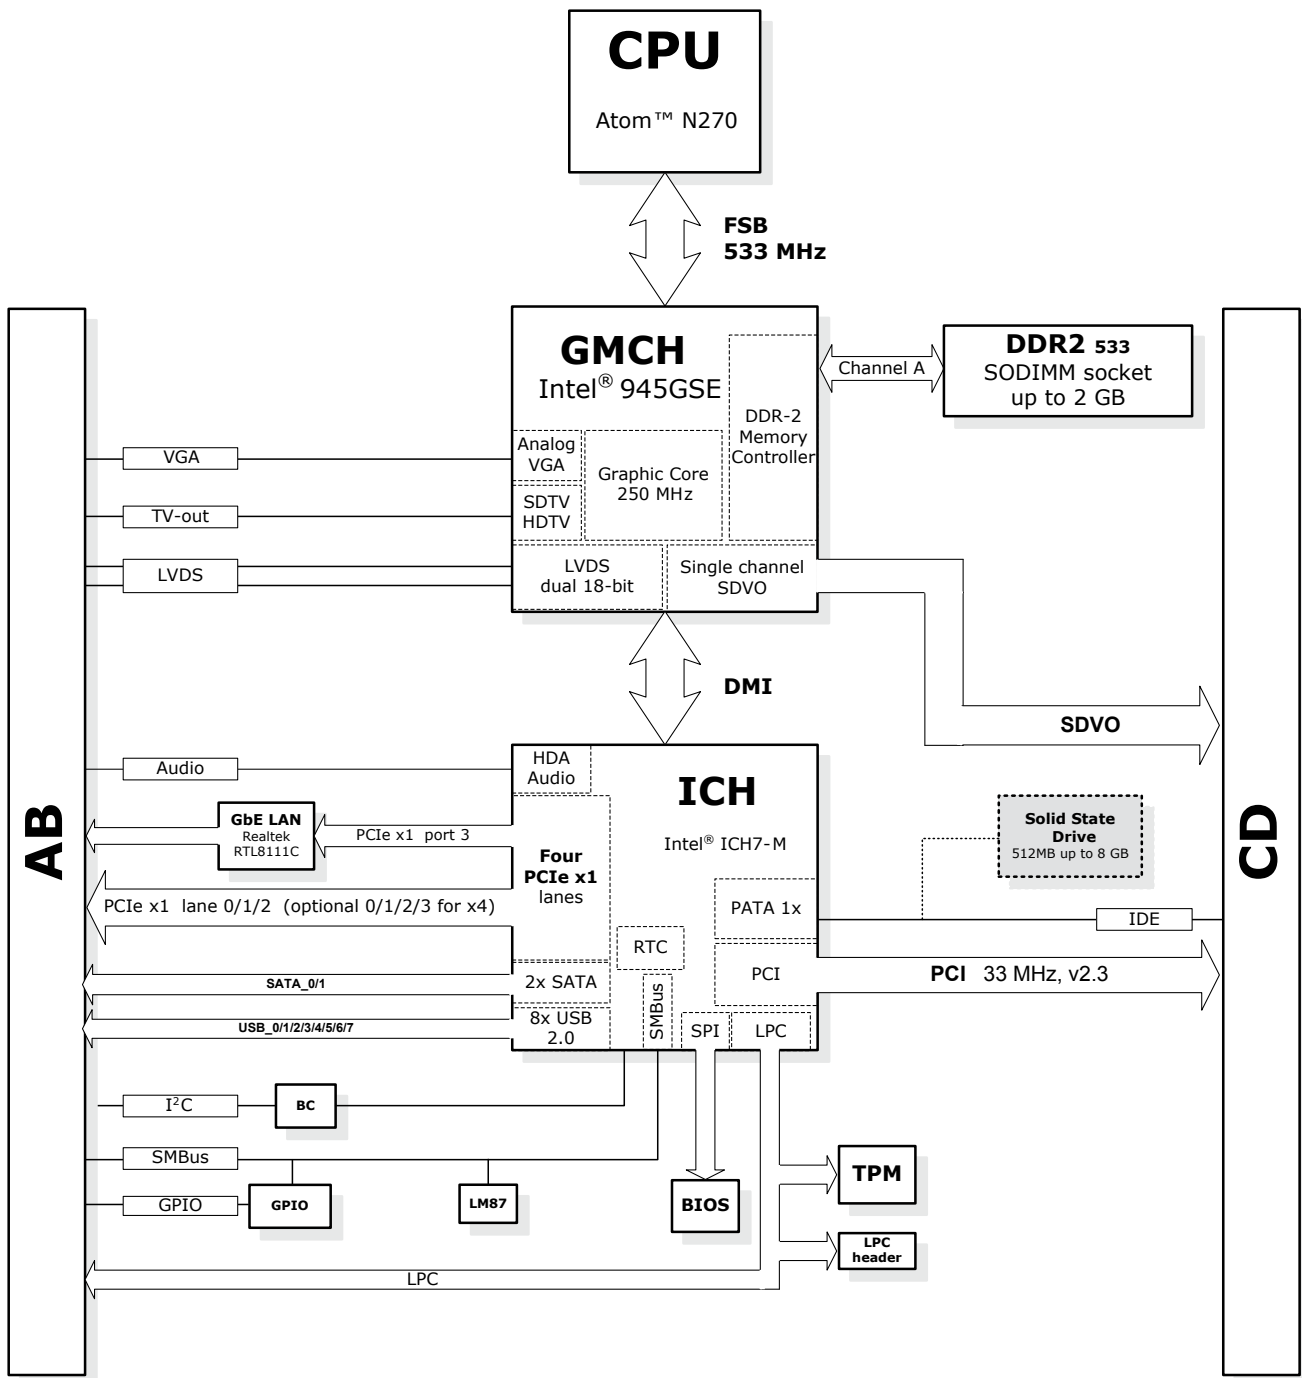 CPU
Atom™ N270
FSB
533 MHz
GMCH
Intel® 945GSE
DDR-2
Memory
Controller
Analog
VGA
Graphic Core
250 MHz
SDTV
HDTV
LVDS
dual 18-bit
Single channel
SDVO
Channel A
DDR2 533
SODIMM socket
up to 2 GB
VGA
TV-out
LVDS
DMI
SDVO
AB
CD
Audio
HDA
Audio
ICH
Intel® ICH7-M
GbE LAN
Realtek
RTL8111C
PCIe x1 port 3
Four
PCIe x1
lanes
PCIe x1 lane 0/1/2 (optional 0/1/2/3 for x4)
Solid State
Drive
512MB up to 8 GB
PATA 1x
IDE
RTC
PCI
PCI 33 MHz, v2.3
SATA_0/1
2x SATA
USB_0/1/2/3/4/5/6/7
8x USB
2.0
SMBus
SPI
LPC
I²C
BC
SMBus
GPIO
GPIO
LM87
BIOS
TPM
LPC
header
LPC